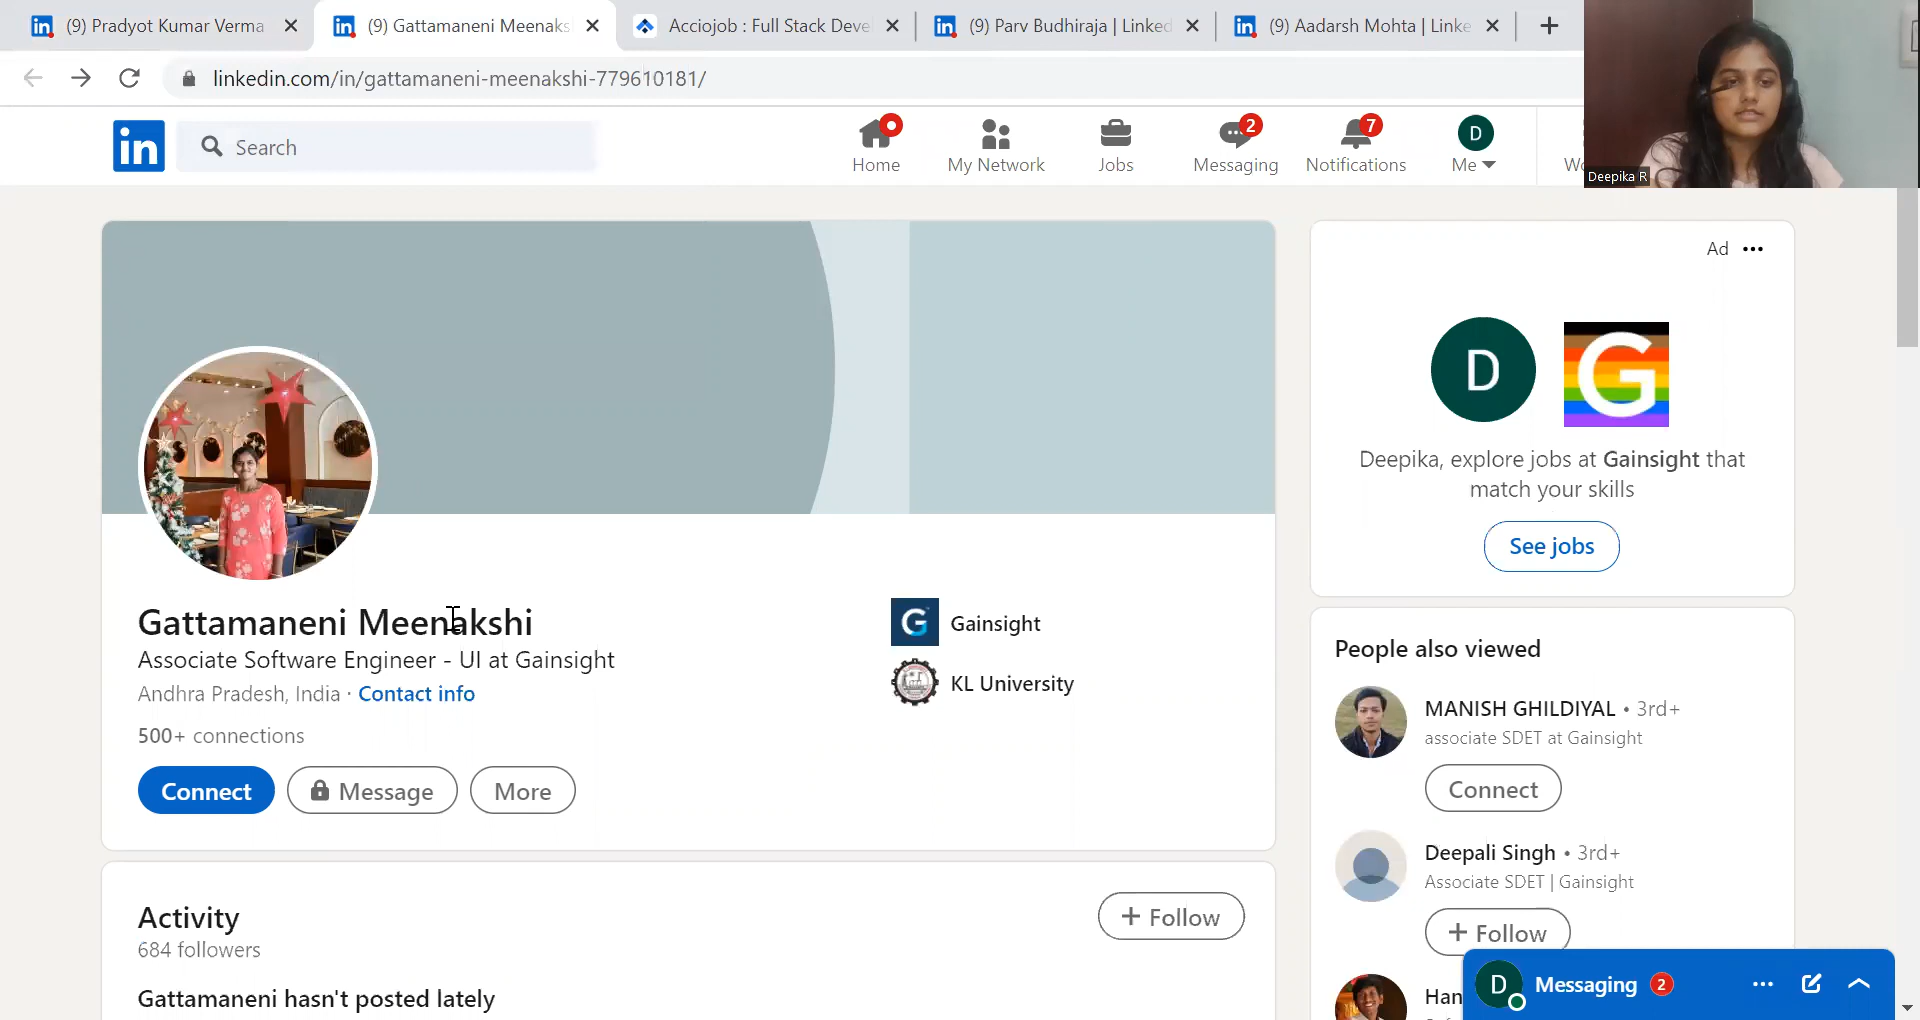 (9) Pradyot Kumar Verma
(9) Gattamaneni Meenaks
Acciojob : Full Stack Deve
(9) Parv Budhiraja | Linked
(9) Aadarsh Mohta | Linke
linkedin.com/in/gattamaneni-meenakshi-779610181/
in
Search
Home
My Network
Jobs
2
Messaging
7
Notifications
D
Me
Deepika R
Ad
D
G
Deepika, explore jobs at Gainsight that
match your skills
See jobs
Gattamaneni Meenakshi
Associate Software Engineer - UI at Gainsight
Andhra Pradesh, India · Contact info
500+ connections
Connect
Message
More
G
Gainsight
KL University
People also viewed
MANISH GHILDIYAL • 3rd+
associate SDET at Gainsight
Connect
Deepali Singh • 3rd+
Associate SDET | Gainsight
+ Follow
Han
Activity
684 followers
+ Follow
Gattamaneni hasn't posted lately
D
Messaging
2